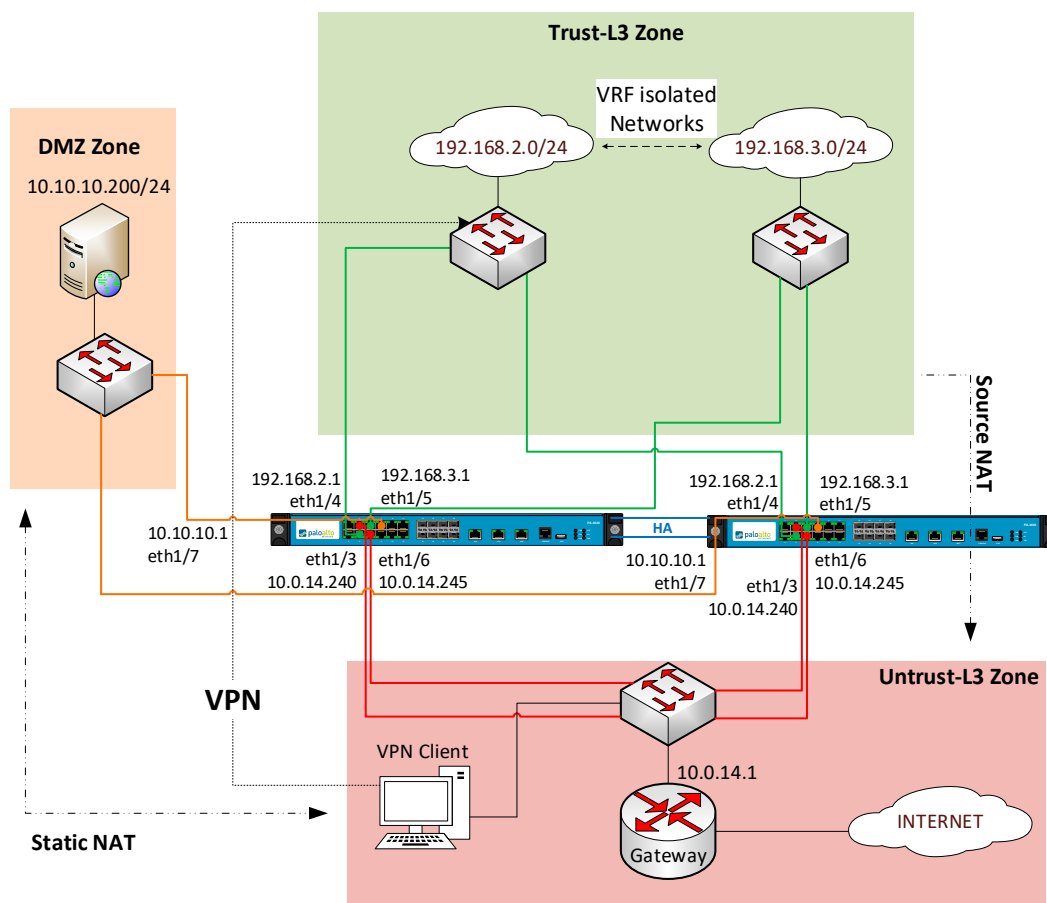 Trust-L3 Zone
VRF isolated
Networks
192.168.2.0/24
192.168.3.0/24
DMZ Zone
10.10.10.200/24
Source NAT
192.168.2.1
eth1/4
192.168.3.1
eth1/5
192.168.2.1
eth1/4
192.168.3.1
eth1/5
10.10.10.1
eth1/7
paloalto
HA
paloalto
eth1/3
10.0.14.240
eth1/6
10.0.14.245
10.10.10.1
eth1/7
eth1/3
10.0.14.240
eth1/6
10.0.14.245
Untrust-L3 Zone
VPN
VPN Client
10.0.14.1
Gateway
INTERNET
Static NAT